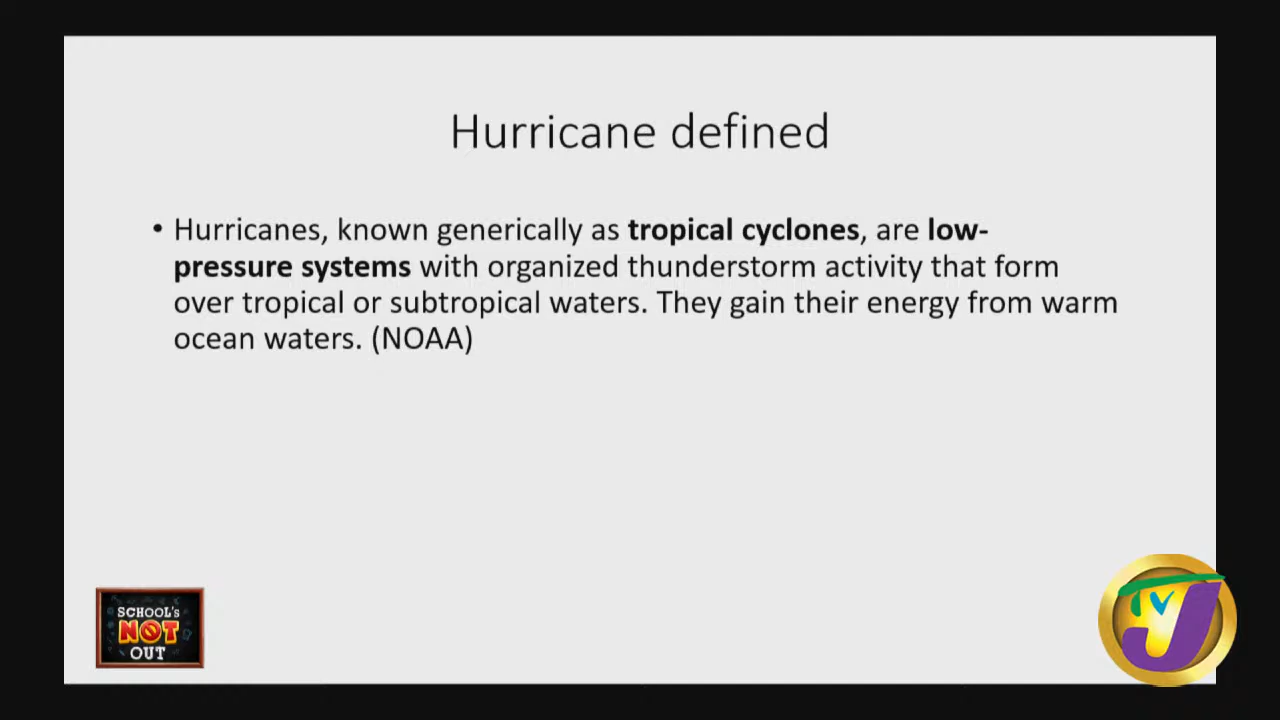 Hurricane defined
• Hurricanes, known generically as tropical cyclones, are low-
pressure systems with organized thunderstorm activity that form
over tropical or subtropical waters. They gain their energy from warm
ocean waters. (NOAA)
SCHOOL's
NOT
OUT
TVJ